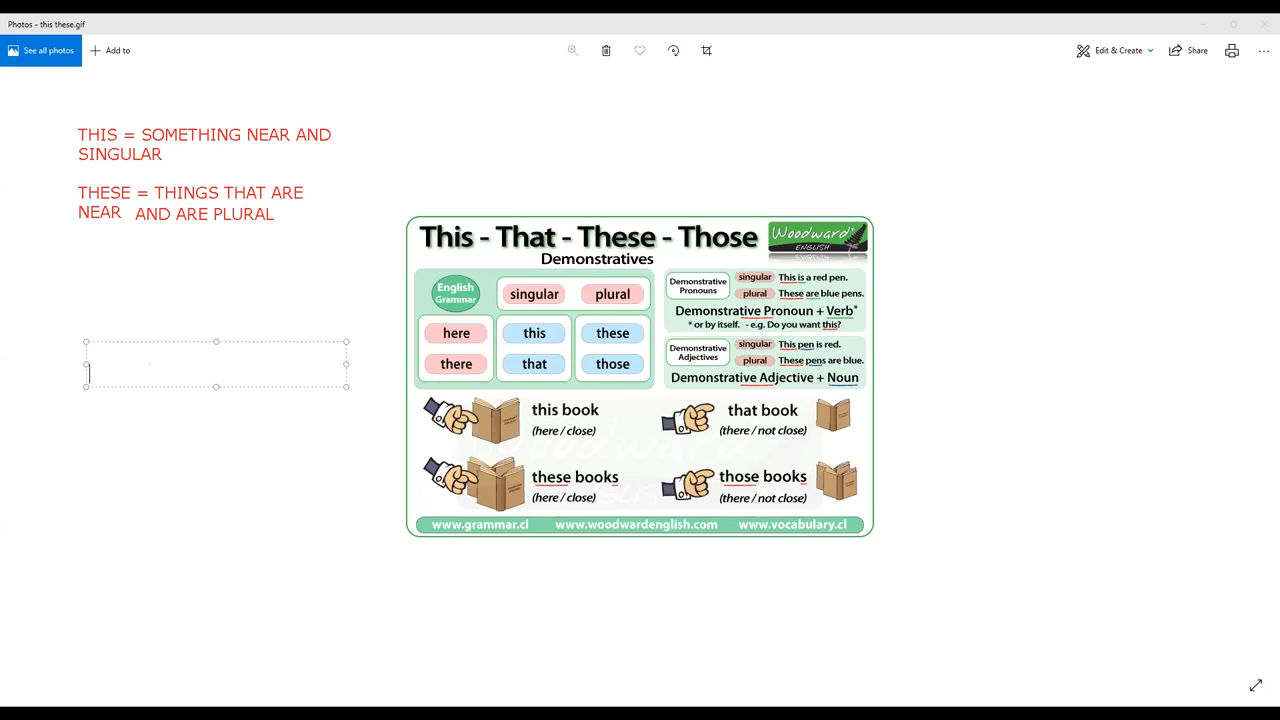 Photos - this these.gif
See all photos
Add to
Edit & Create
Share
THIS = SOMETHING NEAR AND
SINGULAR
THESE = THINGS THAT ARE
NEAR AND ARE PLURAL
This - That - These - Those
Demonstratives
Woodward
ENGLISH
English
Grammar
singular plural
here this these
there that those
Demonstrative
Pronouns
singular This is a red pen.
plural These are blue pens.
Demonstrative Pronoun + Verb*
* or by itself. - e.g. Do you want this?
Demonstrative
Adjectives
singular This pen is red.
plural These pens are blue.
Demonstrative Adjective + Noun
this book
(here / close)
that book
(there / not close)
these books
(here / close)
those books
(there / not close)
www.grammar.cl www.woodwardenglish.com www.vocabulary.cl